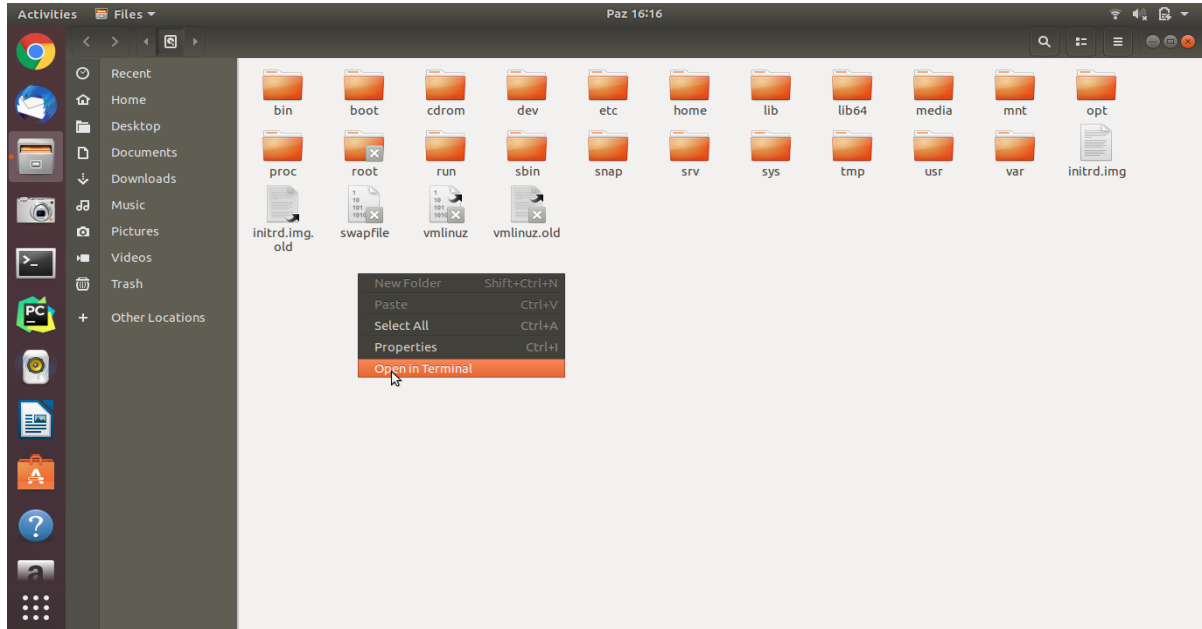 Activities Files Paz 16:16
Recent
Home
Desktop
Documents
Downloads
Music
Pictures
Videos
Trash
Other Locations
bin boot cdrom dev etc home lib lib64 media mnt opt
proc root run sbin snap srv sys tmp usr var initrd.img
initrd.img. swapfile vmlinuz vmlinuz.old
old
New Folder Shift+Ctrl+N
Paste Ctrl+V
Select All Ctrl+A
Properties Ctrl+I
Open in Terminal
PC